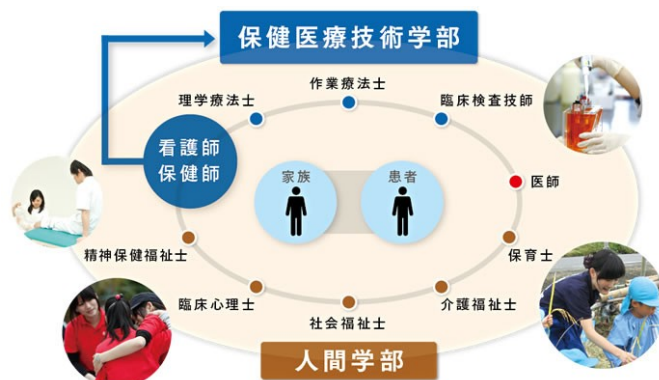 保健医療技術学部
作業療法士
理学療法士
臨床検査技師
看護師
保健師
家族
患者
医師
精神保健福祉士
保育士
臨床心理士
介護福祉士
社会福祉士
人間学部